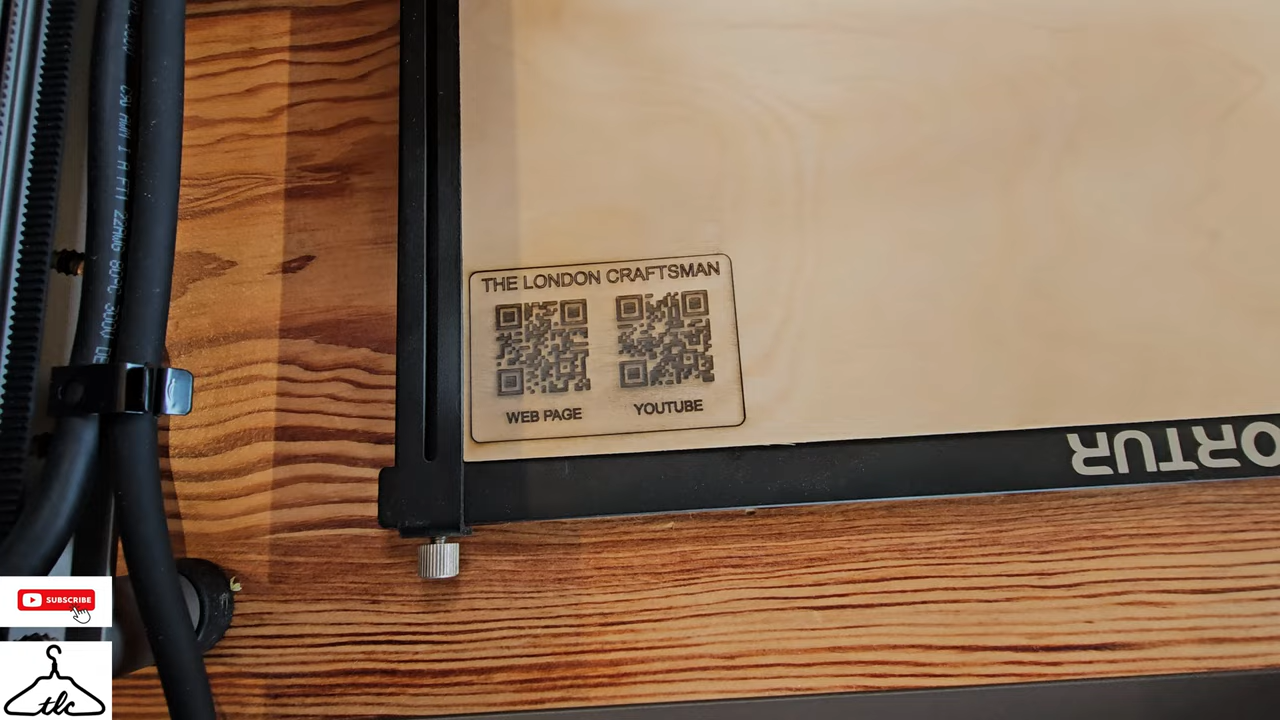 THE LONDON CRAFTSMAN
WEB PAGE
YOUTUBE
ORTUR
SUBSCRIBE
tlc